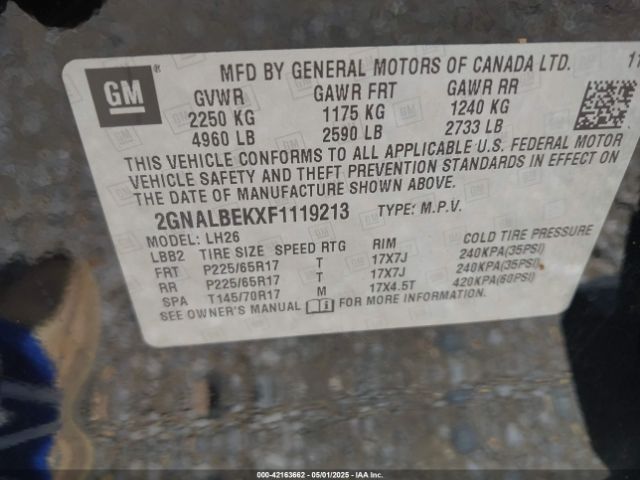 GM ®
MFD BY GENERAL MOTORS OF CANADA LTD. 11
GVWR GAWR FRT GAWR RR
2250 KG 1175 KG 1240 KG
4960 LB 2590 LB 2733 LB
THIS VEHICLE CONFORMS TO ALL APPLICABLE U.S. FEDERAL MOTOR
VEHICLE SAFETY AND THEFT PREVENTION STANDARDS IN EFFECT ON
THE DATE OF MANUFACTURE SHOWN ABOVE.
2GNALBEKXF1119213 TYPE: M.P.V.
MODEL: LH26
LBB2 TIRE SIZE SPEED RTG RIM COLD TIRE PRESSURE
FRT P225/65R17 T 17X7J 240KPA(35PSI)
RR P225/65R17 T 17X7J 240KPA(35PSI)
SPA T145/70R17 M 17X4.5T 420KPA(60PSI)
SEE OWNER'S MANUAL FOR MORE INFORMATION.
000-42163662 - 05/01/2025 - IAAI Inc.